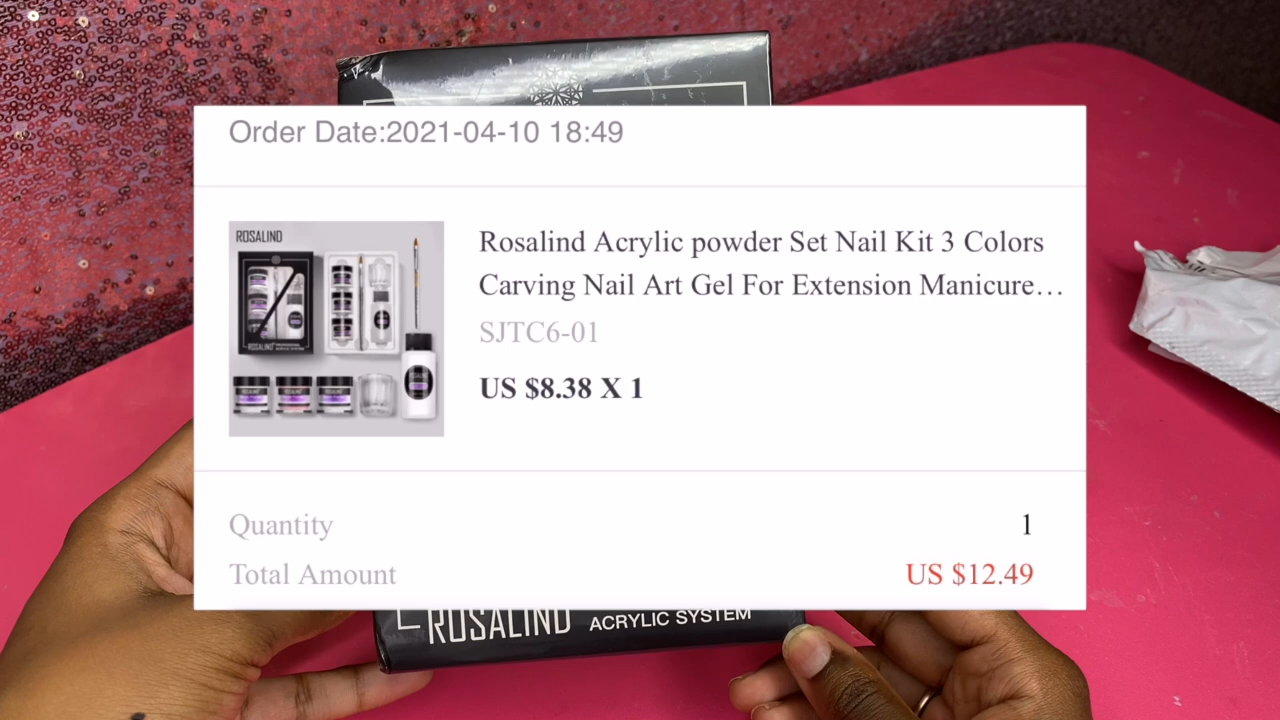 Order Date:2021-04-10 18:49
ROSALIND
Rosalind Acrylic powder Set Nail Kit 3 Colors
Carving Nail Art Gel For Extension Manicure…
SJTC6-01
US $8.38 X 1
ROSALIND
Quantity 1
Total Amount US $12.49
ROSALIND ACRYLIC SYSTEM